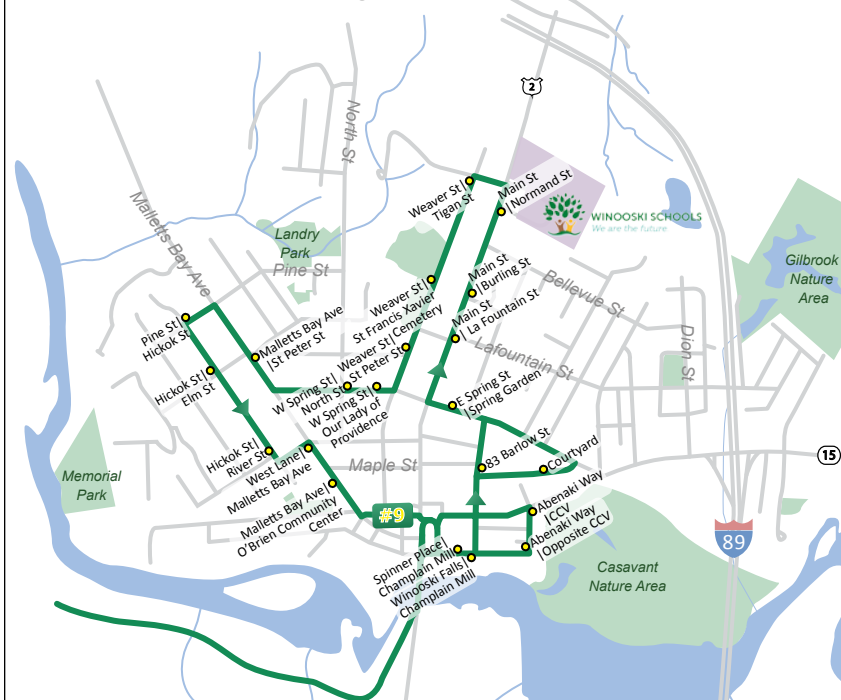 2
North St
Main St
| Normand St
Weaver St |
Tigan St
WINOOSKI SCHOOLS
We are the future
Malletts Bay Ave
Landry
Park
Pine St
Main St
| Burling St
Bellevue St
Gilbrook
Nature
Area
Weaver St |
St Francis Xavier
Main St
| La Fountain St
Weaver St | Cemetery
St Peter St
Pine St |
Hickok St
Malletts Bay Ave
| St Peter St
Lafountain St
Dion St
Hickok St |
Elm St
W Spring St |
North St
W Spring St |
Our Lady of
Providence
E Spring St
| Spring Garden
Hickok St |
River St
West Lane |
Malletts Bay Ave
Maple St
83 Barlow St
Courtyard
15
Memorial
Park
Malletts Bay Ave |
O'Brien Community
Center
#9
Abenaki Way
| CCV
Abenaki Way
| Opposite CCV
89
Spinner Place
Champlain Mill
Winooski Falls |
Champlain Mill
Casavant
Nature Area